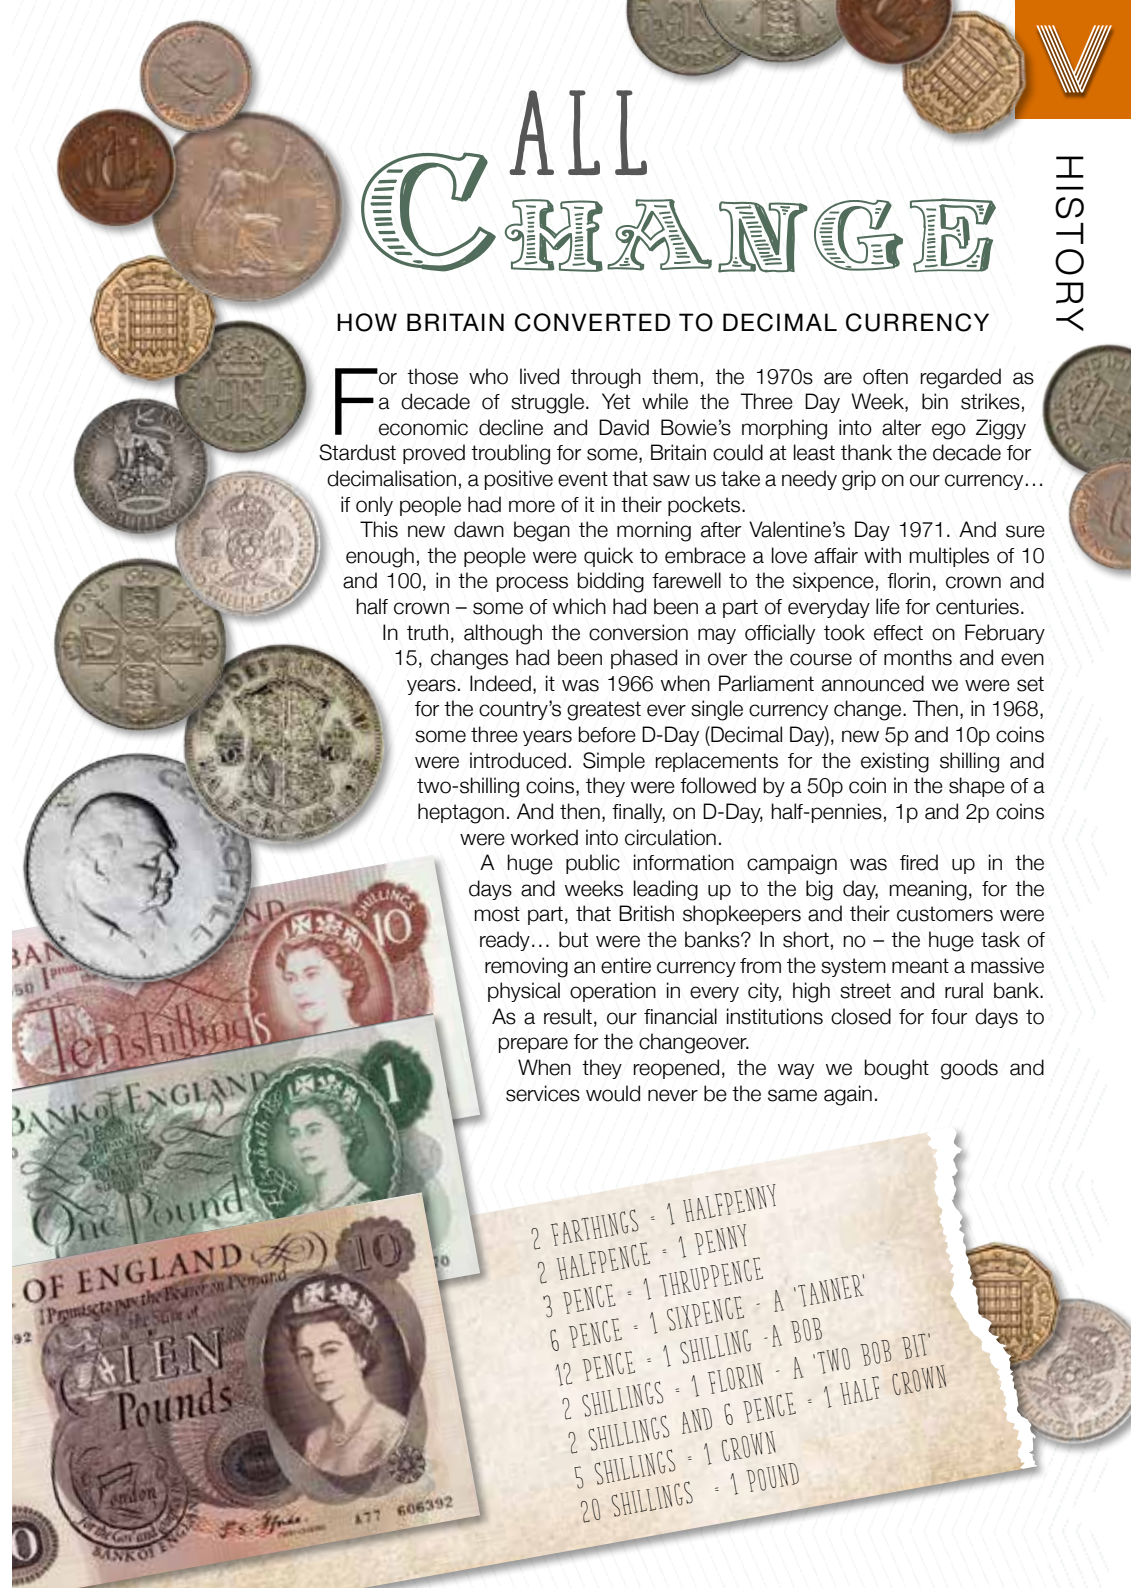 V
HISTORY
ALL
CHANGE
HOW BRITAIN CONVERTED TO DECIMAL CURRENCY
For those who lived through them, the 1970s are often regarded as
a decade of struggle. Yet while the Three Day Week, bin strikes,
economic decline and David Bowie's morphing into alter ego Ziggy
Stardust proved troubling for some, Britain could at least thank the decade for
decimalisation, a positive event that saw us take a needy grip on our currency…
if only people had more of it in their pockets.
This new dawn began the morning after Valentine's Day 1971. And sure
enough, the people were quick to embrace a love affair with multiples of 10
and 100, in the process bidding farewell to the sixpence, florin, crown and
half crown – some of which had been a part of everyday life for centuries.
In truth, although the conversion may officially took effect on February
15, changes had been phased in over the course of months and even
years. Indeed, it was 1966 when Parliament announced we were set
for the country's greatest ever single currency change. Then, in 1968,
some three years before D-Day (Decimal Day), new 5p and 10p coins
were introduced. Simple replacements for the existing shilling and
two-shilling coins, they were followed by a 50p coin in the shape of a
heptagon. And then, finally, on D-Day, half-pennies, 1p and 2p coins
were worked into circulation.
A huge public information campaign was fired up in the
days and weeks leading up to the big day, meaning, for the
most part, that British shopkeepers and their customers were
ready… but were the banks? In short, no – the huge task of
removing an entire currency from the system meant a massive
physical operation in every city, high street and rural bank.
As a result, our financial institutions closed for four days to
prepare for the changeover.
When they reopened, the way we bought goods and
services would never be the same again.
SHILLINGS
10
Ten shillings
BANK of ENGLAND
1
One Pound
OF ENGLAND
10
I Promise to pay the Bearer on Demand
the Sum of
TEN
Pounds
London
BANK OF ENGLAND
A77 606392
2 FARTHINGS = 1 HALFPENNY
2 HALFPENCE = 1 PENNY
3 PENCE = 1 THRUPPENCE
6 PENCE = 1 SIXPENCE - A 'TANNER'
12 PENCE = 1 SHILLING -A BOB
2 SHILLINGS = 1 FLORIN - A 'TWO BOB BIT'
2 SHILLINGS AND 6 PENCE = 1 HALF CROWN
5 SHILLINGS = 1 CROWN
20 SHILLINGS = 1 POUND